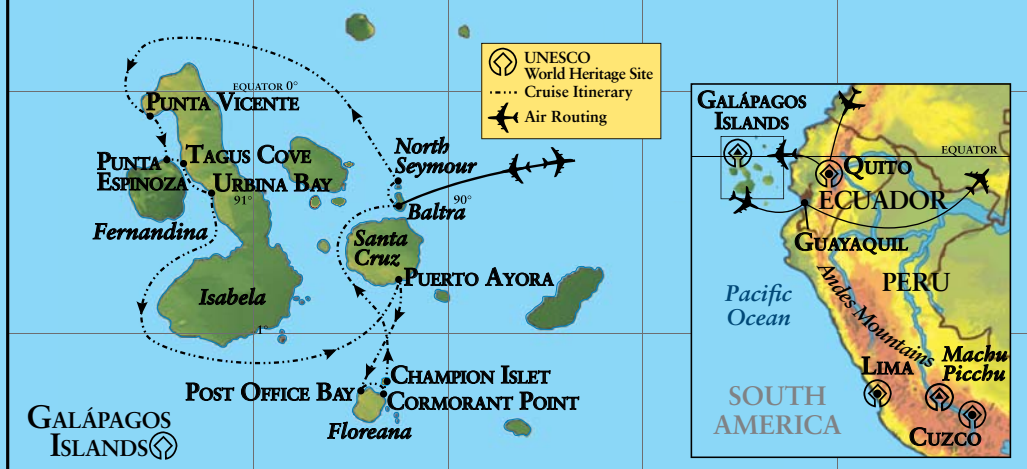 UNESCO
World Heritage Site
Cruise Itinerary
Air Routing
EQUATOR 0°
PUNTA VICENTE
PUNTA
ESPINOZA
TAGUS COVE
URBINA BAY
91°
Fernandina
Isabela
1°
North
Seymour
90°
Baltra
Santa
Cruz
PUERTO AYORA
CHAMPION ISLET
POST OFFICE BAY
CORMORANT POINT
Floreana
GALÁPAGOS
ISLANDS
GALÁPAGOS
ISLANDS
EQUATOR
QUITO
ECUADOR
GUAYAQUIL
PERU
Andes Mountains
Pacific
Ocean
Machu
Picchu
LIMA
SOUTH
AMERICA
CUZCO